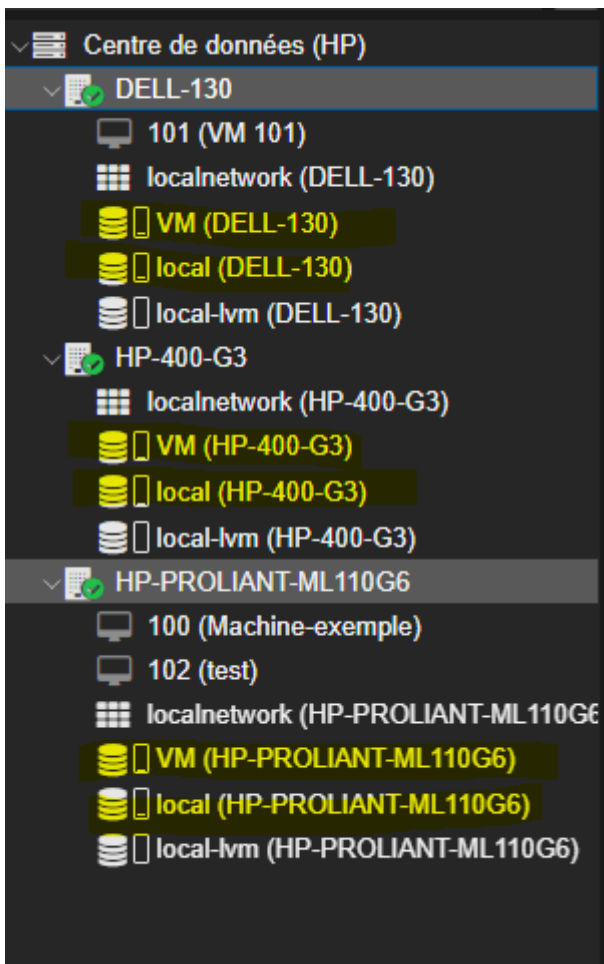 Centre de données (HP)
DELL-130
101 (VM 101)
localnetwork (DELL-130)
VM (DELL-130)
local (DELL-130)
local-lvm (DELL-130)
HP-400-G3
localnetwork (HP-400-G3)
VM (HP-400-G3)
local (HP-400-G3)
local-lvm (HP-400-G3)
HP-PROLIANT-ML110G6
100 (Machine-exemple)
102 (test)
localnetwork (HP-PROLIANT-ML110G6
VM (HP-PROLIANT-ML110G6)
local (HP-PROLIANT-ML110G6)
local-lvm (HP-PROLIANT-ML110G6)